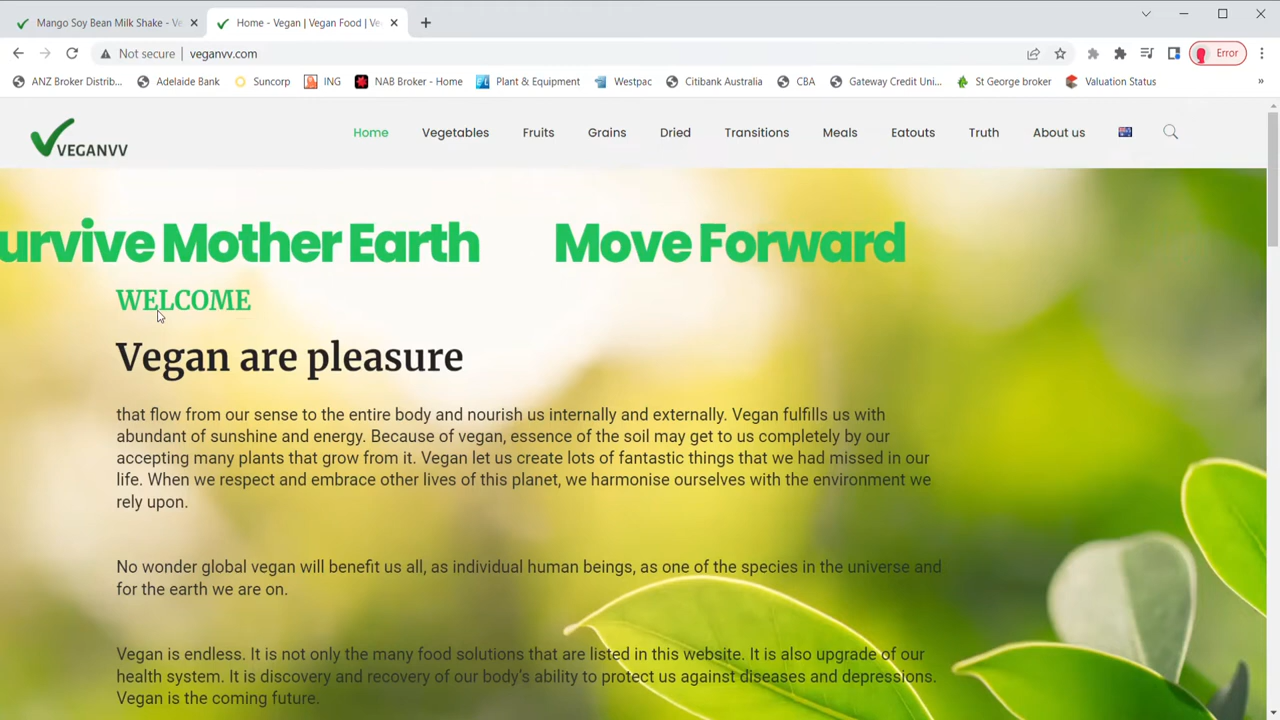 Mango Soy Bean Milk Shake - Ve
Home - Vegan | Vegan Food | Ve
Not secure | veganvv.com
Error
ANZ Broker Distrib... Adelaide Bank Suncorp ING NAB Broker - Home Plant & Equipment Westpac Citibank Australia CBA Gateway Credit Uni... St George broker Valuation Status »
VEGANVV
Home Vegetables Fruits Grains Dried Transitions Meals Eatouts Truth About us
urvive Mother Earth Move Forward
WELCOME
Vegan are pleasure
that flow from our sense to the entire body and nourish us internally and externally. Vegan fulfills us with
abundant of sunshine and energy. Because of vegan, essence of the soil may get to us completely by our
accepting many plants that grow from it. Vegan let us create lots of fantastic things that we had missed in our
life. When we respect and embrace other lives of this planet, we harmonise ourselves with the environment we
rely upon.
No wonder global vegan will benefit us all, as individual human beings, as one of the species in the universe and
for the earth we are on.
Vegan is endless. It is not only the many food solutions that are listed in this website. It is also upgrade of our
health system. It is discovery and recovery of our body's ability to protect us against diseases and depressions.
Vegan is the coming future.